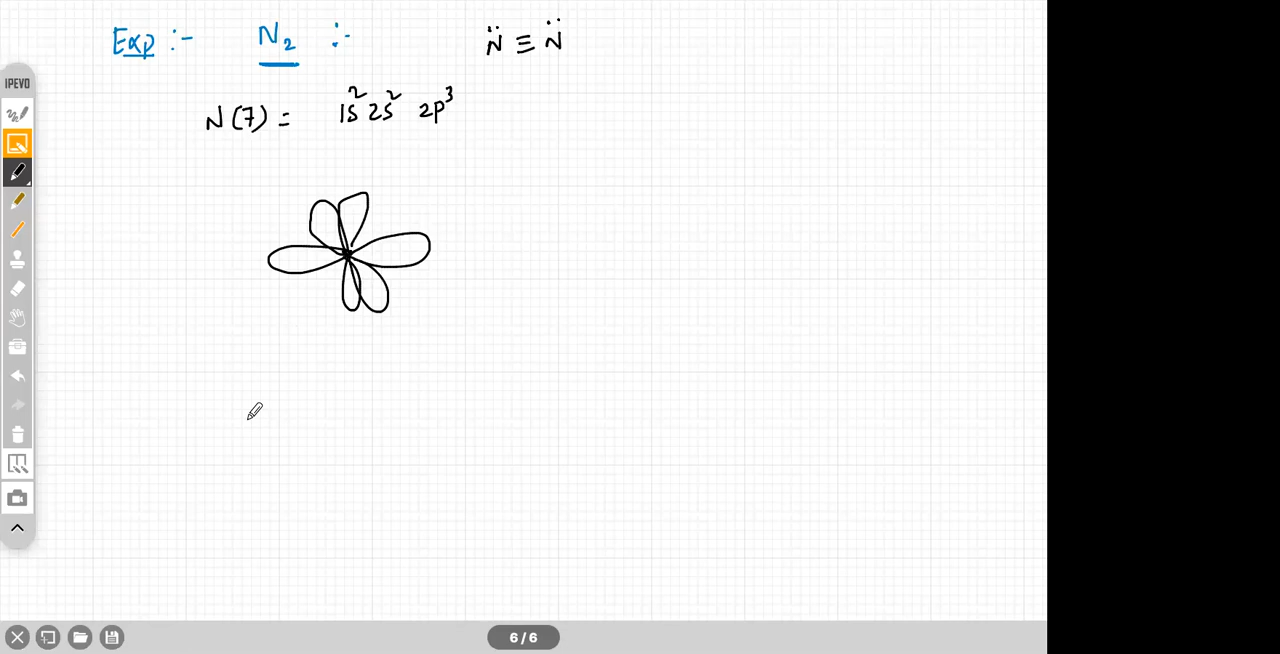 Exp :- N₂ :- N̈ ≡ N̈
N(7) = 1s² 2s² 2p³
IPEVO
6 / 6